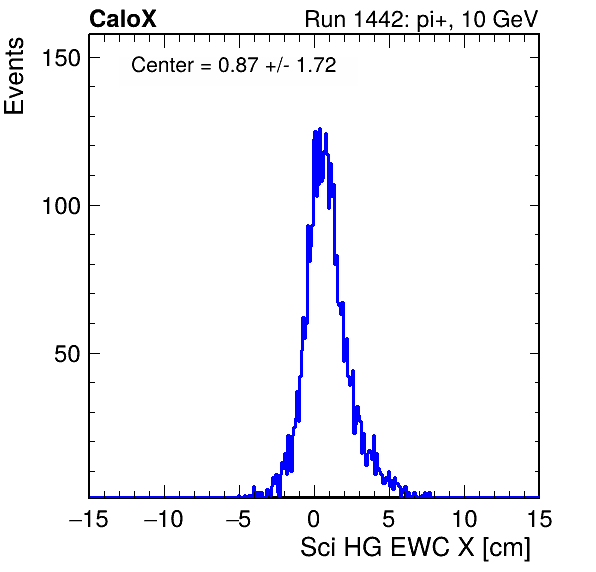 CaloX Run 1442: pi+, 10 GeV
Center = 0.87 +/- 1.72
Events
150
100
50
−15 −10 −5 0 5 10 15
Sci HG EWC X [cm]